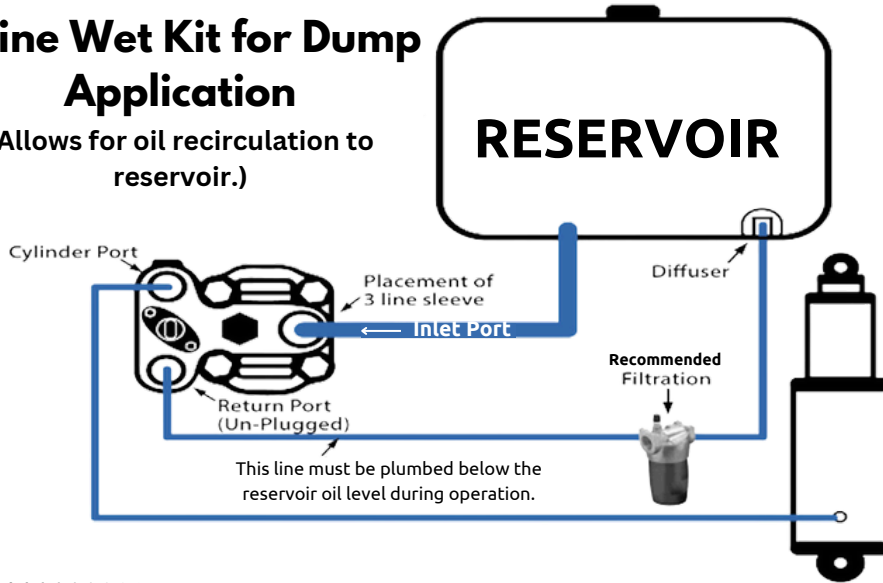 ine Wet Kit for Dump
Application
Allows for oil recirculation to
reservoir.)
RESERVOIR
Cylinder Port
Placement of
3 line sleeve
Diffuser
← Inlet Port
Recommended
Filtration
Return Port
(Un-Plugged)
This line must be plumbed below the
reservoir oil level during operation.